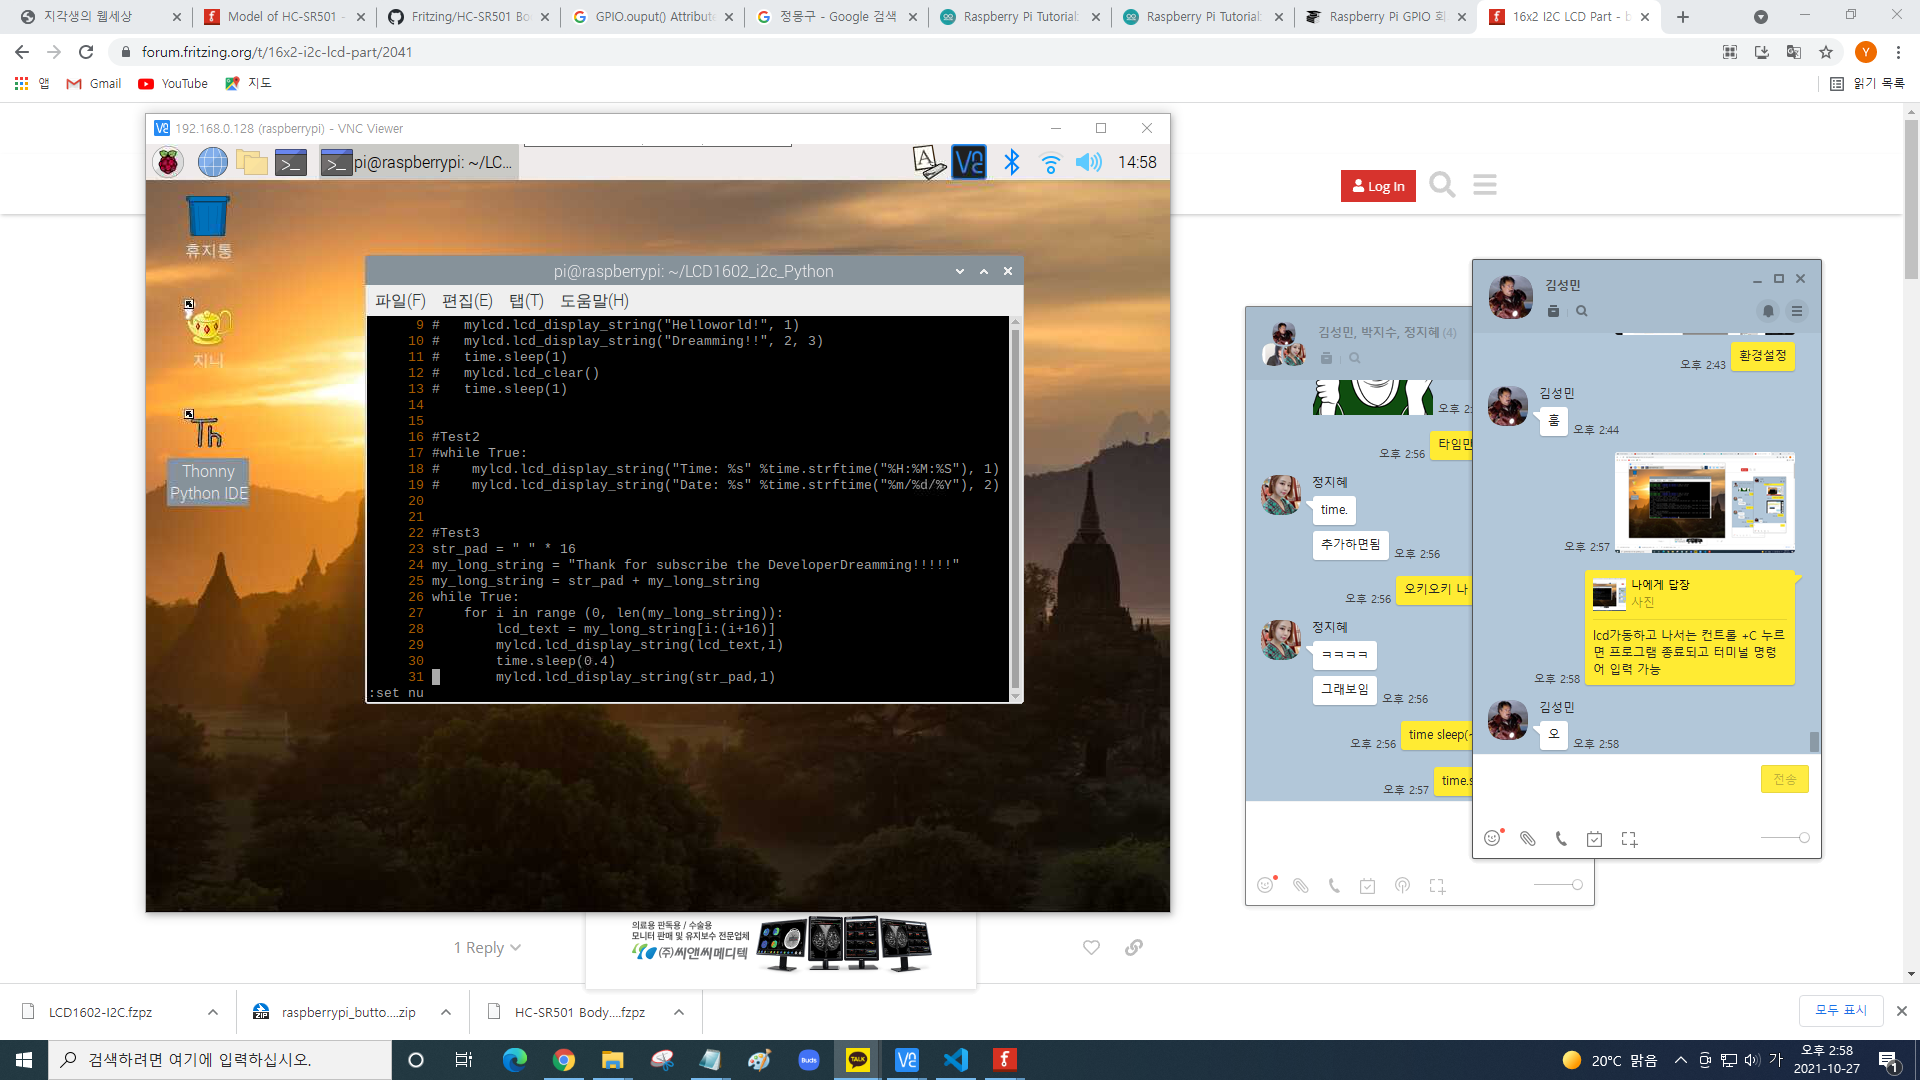 지각생의 웹세상
Model of HC-SR501 -
Fritzing/HC-SR501 Bo
GPIO.ouput() Attribut
정몽구 - Google 검색
Raspberry Pi Tutorial
Raspberry Pi Tutorial
Raspberry Pi GPIO 회
16x2 I2C LCD Part - b
forum.fritzing.org/t/16x2-i2c-lcd-part/2041
Y
앱
Gmail
YouTube
지도
읽기 목록
192.168.0.128 (raspberrypi) - VNC Viewer
pi@raspberrypi: ~/LC...
14:58
Log In
휴지통
지니
Thonny
Python IDE
pi@raspberrypi: ~/LCD1602_i2c_Python
파일(F) 편집(E) 탭(T) 도움말(H)
9 #   mylcd.lcd_display_string("Helloworld!", 1)
10 #   mylcd.lcd_display_string("Dreamming!!", 2, 3)
11 #   time.sleep(1)
12 #   mylcd.lcd_clear()
13 #   time.sleep(1)
14
15
16 #Test2
17 #while True:
18 #    mylcd.lcd_display_string("Time: %s" %time.strftime("%H:%M:%S"), 1)
19 #    mylcd.lcd_display_string("Date: %s" %time.strftime("%m/%d/%Y"), 2)
20
21
22 #Test3
23 str_pad = " " * 16
24 my_long_string = "Thank for subscribe the DeveloperDreamming!!!!!"
25 my_long_string = str_pad + my_long_string
26 while True:
27     for i in range (0, len(my_long_string)):
28         lcd_text = my_long_string[i:(i+16)]
29         mylcd.lcd_display_string(lcd_text,1)
30         time.sleep(0.4)
31         mylcd.lcd_display_string(str_pad,1)
:set nu
김성민, 박지수, 정지혜 (4)
오후 2:
타임만
오후 2:56
정지혜
time.
추가하면됨
오후 2:56
오키오키 나
오후 2:56
정지혜
ㅋㅋㅋㅋ
그래보임
오후 2:56
time sleep(~
오후 2:56
time.s
오후 2:57
김성민
환경설정
오후 2:43
김성민
훔
오후 2:44
오후 2:57
나에게 답장
사진
lcd가동하고 나서는 컨트롤 +C 누르
면 프로그램 종료되고 터미널 명령
어 입력 가능
오후 2:58
김성민
오
오후 2:58
전송
1 Reply
의료용 판독용 / 수술용
모니터 판매 및 유지보수 전문업체
(주)씨앤씨메디텍
LCD1602-I2C.fzpz
raspberrypi_butto....zip
HC-SR501 Body....fzpz
모두 표시
검색하려면 여기에 입력하십시오.
Buds
TALK
20°C 맑음
가
오후 2:58
2021-10-27
1